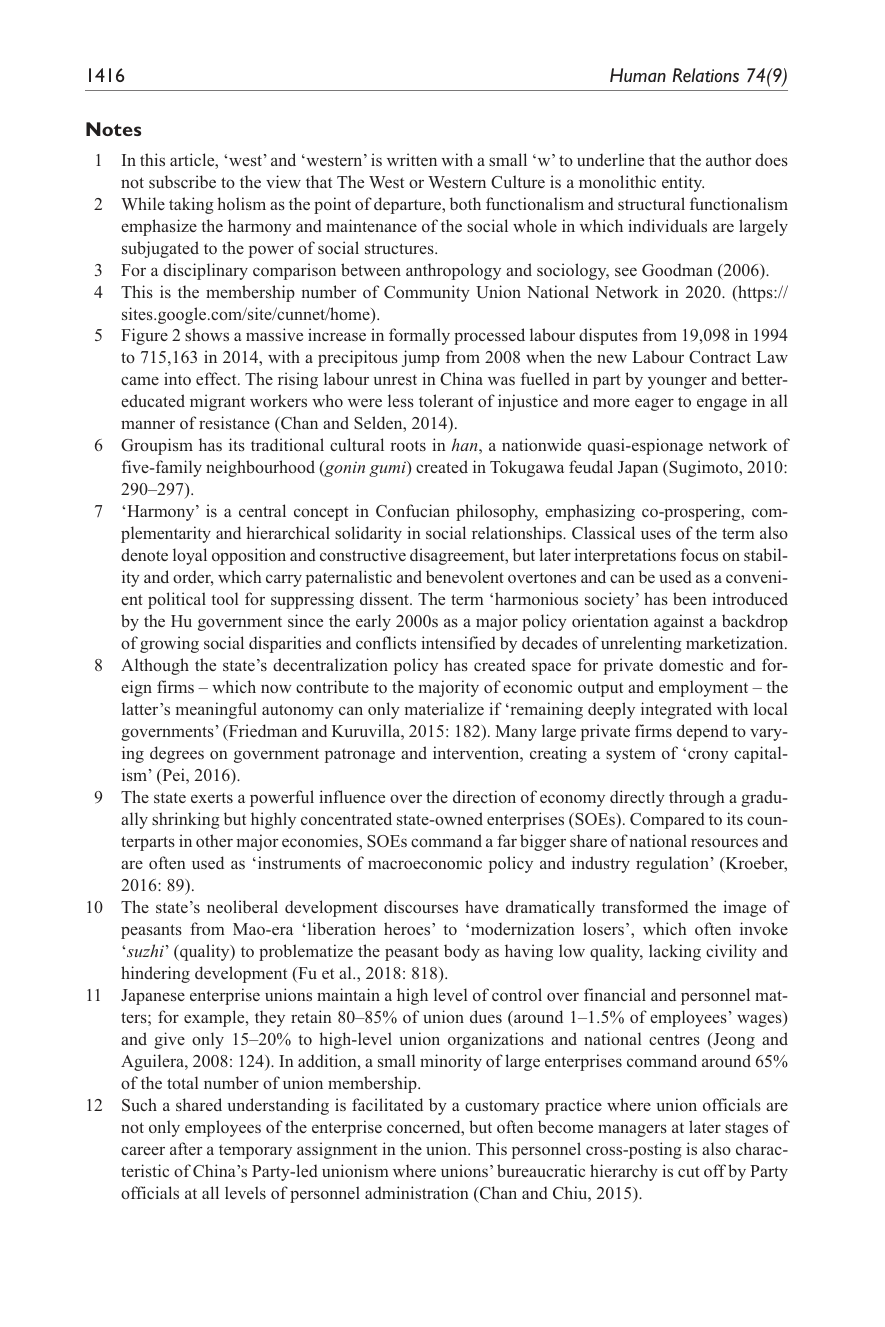 1416 Human Relations 74(9)
Notes
1 In this article, ‘west’ and ‘western’ is written with a small ‘w’ to underline that the author does
not subscribe to the view that The West or Western Culture is a monolithic entity.
2 While taking holism as the point of departure, both functionalism and structural functionalism
emphasize the harmony and maintenance of the social whole in which individuals are largely
subjugated to the power of social structures.
3 For a disciplinary comparison between anthropology and sociology, see Goodman (2006).
4 This is the membership number of Community Union National Network in 2020. (https://
sites.google.com/site/cunnet/home).
5 Figure 2 shows a massive increase in formally processed labour disputes from 19,098 in 1994
to 715,163 in 2014, with a precipitous jump from 2008 when the new Labour Contract Law
came into effect. The rising labour unrest in China was fuelled in part by younger and better-
educated migrant workers who were less tolerant of injustice and more eager to engage in all
manner of resistance (Chan and Selden, 2014).
6 Groupism has its traditional cultural roots in han, a nationwide quasi-espionage network of
five-family neighbourhood (gonin gumi) created in Tokugawa feudal Japan (Sugimoto, 2010:
290–297).
7 ‘Harmony’ is a central concept in Confucian philosophy, emphasizing co-prospering, com-
plementarity and hierarchical solidarity in social relationships. Classical uses of the term also
denote loyal opposition and constructive disagreement, but later interpretations focus on stabil-
ity and order, which carry paternalistic and benevolent overtones and can be used as a conveni-
ent political tool for suppressing dissent. The term ‘harmonious society’ has been introduced
by the Hu government since the early 2000s as a major policy orientation against a backdrop
of growing social disparities and conflicts intensified by decades of unrelenting marketization.
8 Although the state’s decentralization policy has created space for private domestic and for-
eign firms – which now contribute to the majority of economic output and employment – the
latter’s meaningful autonomy can only materialize if ‘remaining deeply integrated with local
governments’ (Friedman and Kuruvilla, 2015: 182). Many large private firms depend to vary-
ing degrees on government patronage and intervention, creating a system of ‘crony capital-
ism’ (Pei, 2016).
9 The state exerts a powerful influence over the direction of economy directly through a gradu-
ally shrinking but highly concentrated state-owned enterprises (SOEs). Compared to its coun-
terparts in other major economies, SOEs command a far bigger share of national resources and
are often used as ‘instruments of macroeconomic policy and industry regulation’ (Kroeber,
2016: 89).
10 The state’s neoliberal development discourses have dramatically transformed the image of
peasants from Mao-era ‘liberation heroes’ to ‘modernization losers’, which often invoke
‘suzhi’ (quality) to problematize the peasant body as having low quality, lacking civility and
hindering development (Fu et al., 2018: 818).
11 Japanese enterprise unions maintain a high level of control over financial and personnel mat-
ters; for example, they retain 80–85% of union dues (around 1–1.5% of employees’ wages)
and give only 15–20% to high-level union organizations and national centres (Jeong and
Aguilera, 2008: 124). In addition, a small minority of large enterprises command around 65%
of the total number of union membership.
12 Such a shared understanding is facilitated by a customary practice where union officials are
not only employees of the enterprise concerned, but often become managers at later stages of
career after a temporary assignment in the union. This personnel cross-posting is also charac-
teristic of China’s Party-led unionism where unions’ bureaucratic hierarchy is cut off by Party
officials at all levels of personnel administration (Chan and Chiu, 2015).